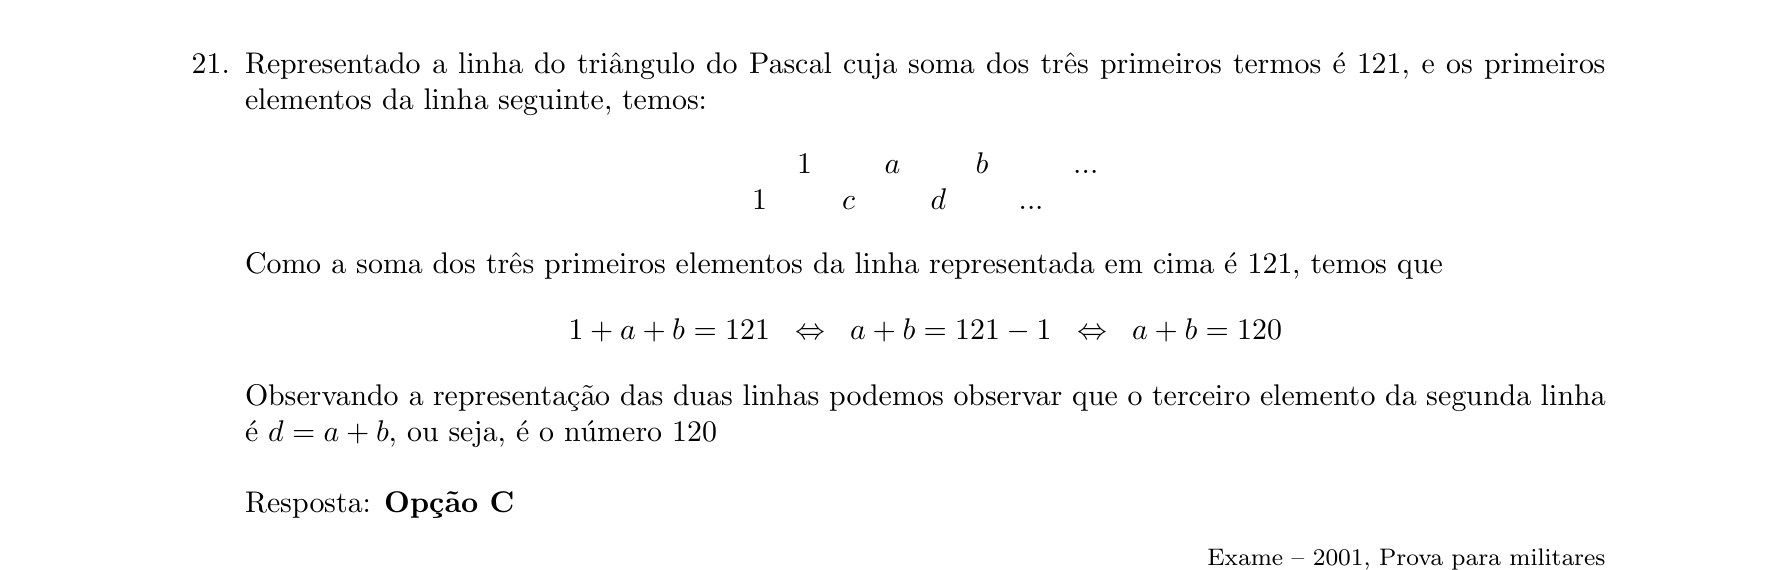 21. Representado a linha do triângulo do Pascal cuja soma dos três primeiros termos é 121, e os primeiros
elementos da linha seguinte, temos:
1 a b ...
1 c d ...
Como a soma dos três primeiros elementos da linha representada em cima é 121, temos que
1 + a + b = 121 ⇔ a + b = 121 − 1 ⇔ a + b = 120
Observando a representação das duas linhas podemos observar que o terceiro elemento da segunda linha
é d = a + b, ou seja, é o número 120
Resposta: Opção C
Exame – 2001, Prova para militares